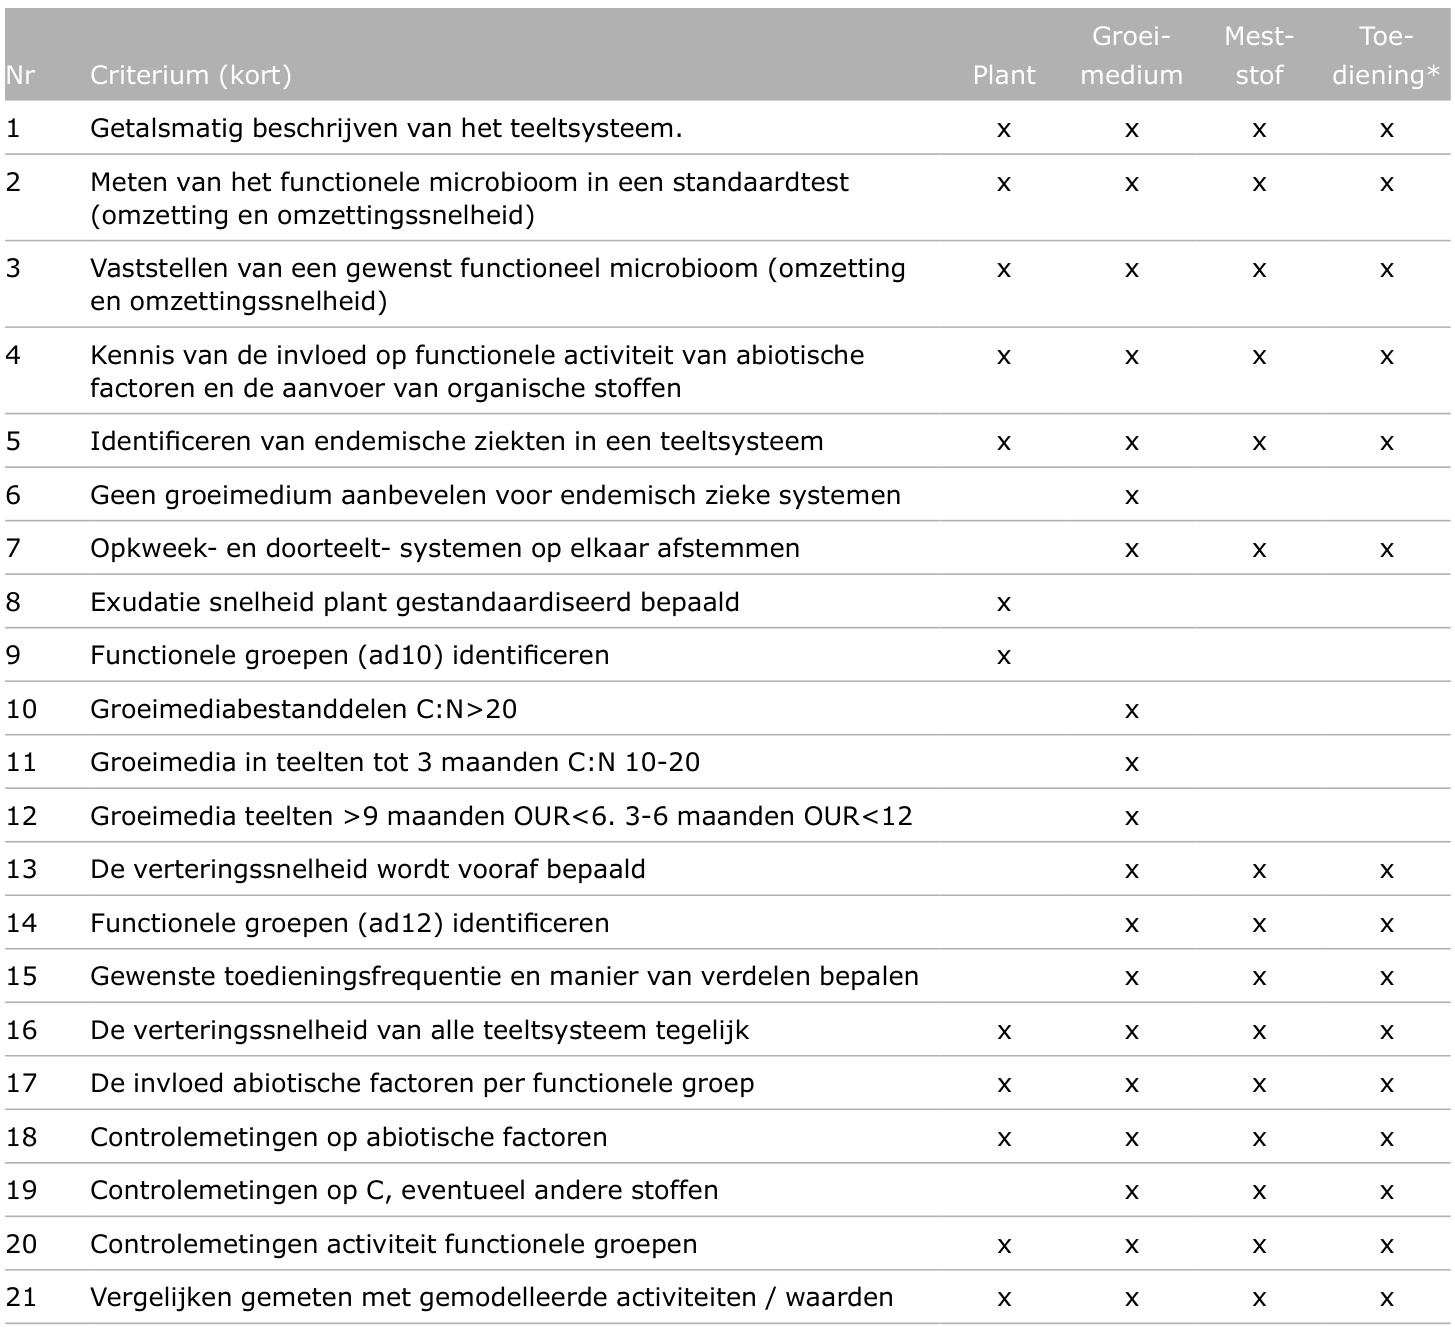 Nr Criterium (kort) Plant Groei- Mest- Toe-
medium stof diening*
1 Getalsmatig beschrijven van het teeltsysteem. x x x x
2 Meten van het functionele microbioom in een standaardtest x x x x
(omzetting en omzettingssnelheid)
3 Vaststellen van een gewenst functioneel microbioom (omzetting x x x x
en omzettingssnelheid)
4 Kennis van de invloed op functionele activiteit van abiotische x x x x
factoren en de aanvoer van organische stoffen
5 Identificeren van endemische ziekten in een teeltsysteem x x x x
6 Geen groeimedium aanbevelen voor endemisch zieke systemen x
7 Opkweek- en doorteelt- systemen op elkaar afstemmen x x x
8 Exudatie snelheid plant gestandaardiseerd bepaald x
9 Functionele groepen (ad10) identificeren x
10 Groeimediabestanddelen C:N>20 x
11 Groeimedia in teelten tot 3 maanden C:N 10-20 x
12 Groeimedia teelten >9 maanden OUR<6. 3-6 maanden OUR<12 x
13 De verteringssnelheid wordt vooraf bepaald x x x
14 Functionele groepen (ad12) identificeren x x x
15 Gewenste toedieningsfrequentie en manier van verdelen bepalen x x x
16 De verteringssnelheid van alle teeltsysteem tegelijk x x x x
17 De invloed abiotische factoren per functionele groep x x x x
18 Controlemetingen op abiotische factoren x x x x
19 Controlemetingen op C, eventueel andere stoffen x x x
20 Controlemetingen activiteit functionele groepen x x x x
21 Vergelijken gemeten met gemodelleerde activiteiten / waarden x x x x